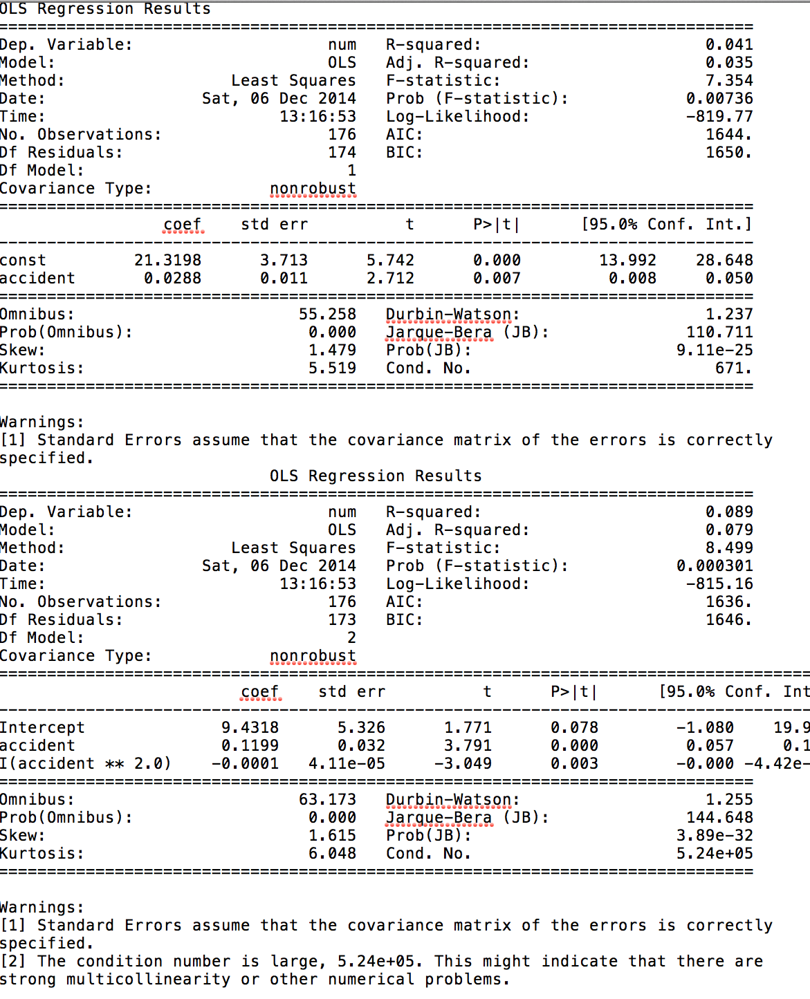 OLS Regression Results
==============================================================================
Dep. Variable:                    num   R-squared:                       0.041
Model:                            OLS   Adj. R-squared:                  0.035
Method:                 Least Squares   F-statistic:                     7.354
Date:                Sat, 06 Dec 2014   Prob (F-statistic):            0.00736
Time:                        13:16:53   Log-Likelihood:                -819.77
No. Observations:                 176   AIC:                             1644.
Df Residuals:                     174   BIC:                             1650.
Df Model:                           1
Covariance Type:            nonrobust
==============================================================================
                 coef    std err          t      P>|t|      [95.0% Conf. Int.]
------------------------------------------------------------------------------
const         21.3198      3.713      5.742      0.000        13.992    28.648
accident       0.0288      0.011      2.712      0.007         0.008     0.050
==============================================================================
Omnibus:                       55.258   Durbin-Watson:                   1.237
Prob(Omnibus):                  0.000   Jarque-Bera (JB):              110.711
Skew:                           1.479   Prob(JB):                     9.11e-25
Kurtosis:                       5.519   Cond. No.                         671.
==============================================================================

Warnings:
[1] Standard Errors assume that the covariance matrix of the errors is correctly
specified.
                            OLS Regression Results
==============================================================================
Dep. Variable:                    num   R-squared:                       0.089
Model:                            OLS   Adj. R-squared:                  0.079
Method:                 Least Squares   F-statistic:                     8.499
Date:                Sat, 06 Dec 2014   Prob (F-statistic):           0.000301
Time:                        13:16:53   Log-Likelihood:                -815.16
No. Observations:                 176   AIC:                             1636.
Df Residuals:                     173   BIC:                             1646.
Df Model:                           2
Covariance Type:            nonrobust
====================================================================================
                         coef    std err          t      P>|t|      [95.0% Conf. Int
------------------------------------------------------------------------------------
Intercept              9.4318      5.326      1.771      0.078        -1.080    19.9
accident               0.1199      0.032      3.791      0.000         0.057     0.1
I(accident ** 2.0)    -0.0001   4.11e-05     -3.049      0.003        -0.000 -4.42e-
==============================================================================
Omnibus:                       63.173   Durbin-Watson:                   1.255
Prob(Omnibus):                  0.000   Jarque-Bera (JB):              144.648
Skew:                           1.615   Prob(JB):                     3.89e-32
Kurtosis:                       6.048   Cond. No.                     5.24e+05
==============================================================================

Warnings:
[1] Standard Errors assume that the covariance matrix of the errors is correctly
specified.
[2] The condition number is large, 5.24e+05. This might indicate that there are
strong multicollinearity or other numerical problems.